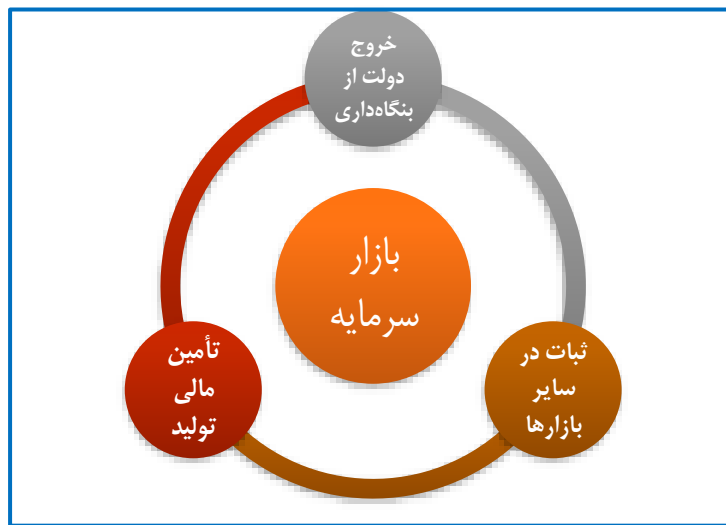 خروج
دولت از
بنگاه‌داری
بازار
سرمایه
ثبات در
سایر
بازارها
تأمین
مالی
تولید